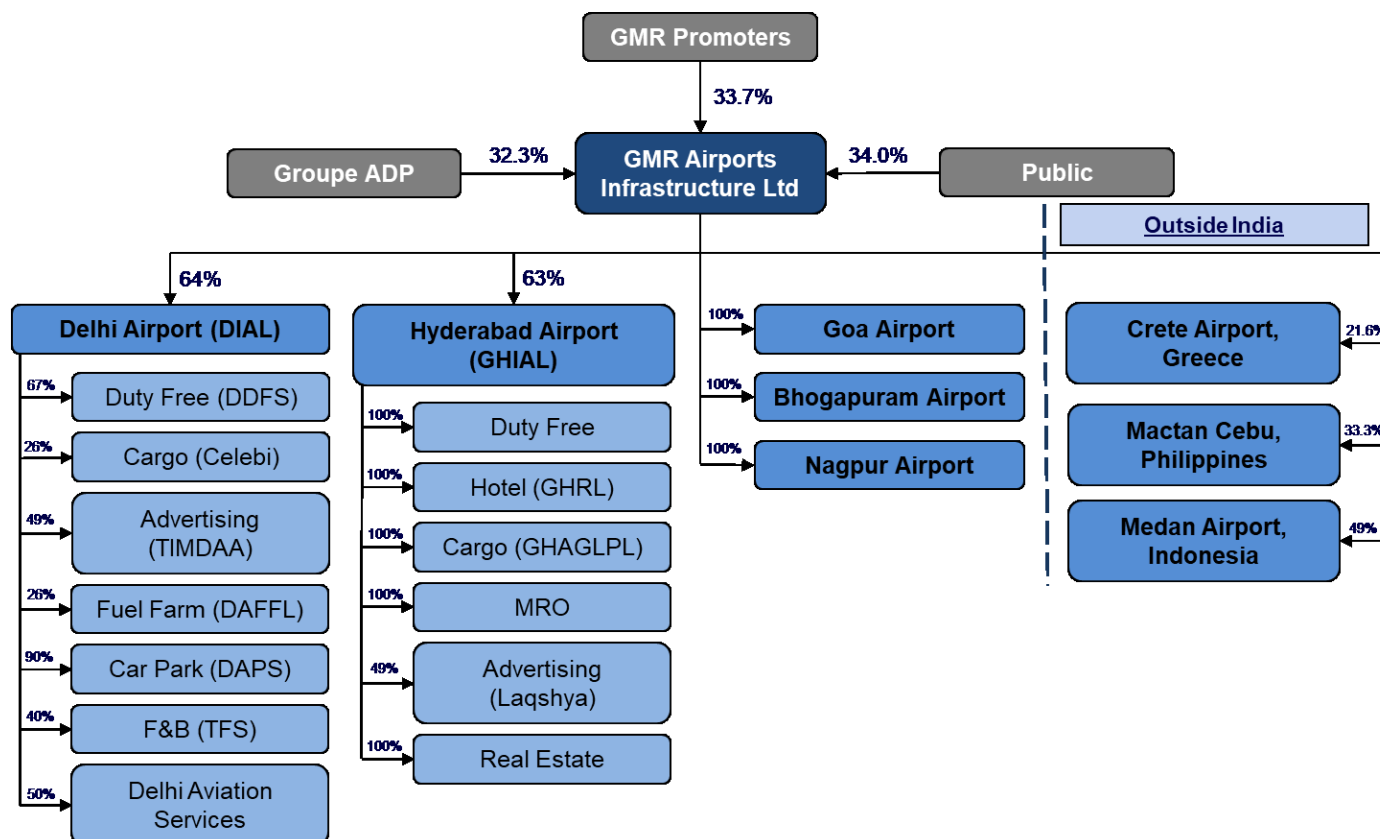 GMR Promoters
33.7%
Groupe ADP
32.3%
GMR Airports
Infrastructure Ltd
34.0%
Public
Outside India
64%
63%
Delhi Airport (DIAL)
67%
Duty Free (DDFS)
26%
Cargo (Celebi)
49%
Advertising
(TIMDAA)
26%
Fuel Farm (DAFFL)
90%
Car Park (DAPS)
40%
F&B (TFS)
50%
Delhi Aviation
Services
Hyderabad Airport
(GHIAL)
100%
Duty Free
100%
Hotel (GHRL)
100%
Cargo (GHAGLPL)
100%
MRO
49%
Advertising
(Laqshya)
100%
Real Estate
100%
Goa Airport
100%
Bhogapuram Airport
100%
Nagpur Airport
Crete Airport,
Greece
21.6%
Mactan Cebu,
Philippines
33.3%
Medan Airport,
Indonesia
49%